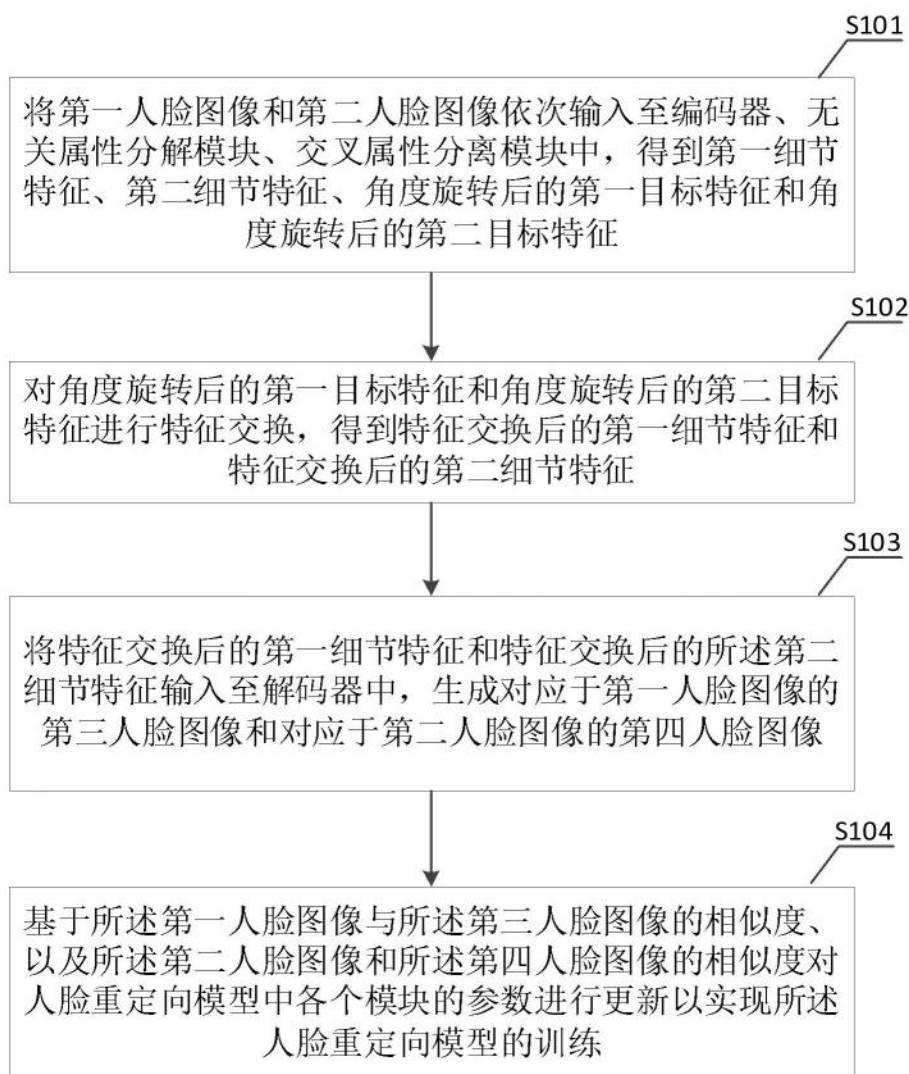 S101
将第一人脸图像和第二人脸图像依次输入至编码器、无
关属性分解模块、交叉属性分离模块中，得到第一细节
特征、第二细节特征、角度旋转后的第一目标特征和角
度旋转后的第二目标特征
S102
对角度旋转后的第一目标特征和角度旋转后的第二目标
特征进行特征交换，得到特征交换后的第一细节特征和
特征交换后的第二细节特征
S103
将特征交换后的第一细节特征和特征交换后的所述第二
细节特征输入至解码器中，生成对应于第一人脸图像的
第三人脸图像和对应于第二人脸图像的第四人脸图像
S104
基于所述第一人脸图像与所述第三人脸图像的相似度、
以及所述第二人脸图像和所述第四人脸图像的相似度对
人脸重定向模型中各个模块的参数进行更新以实现所述
人脸重定向模型的训练